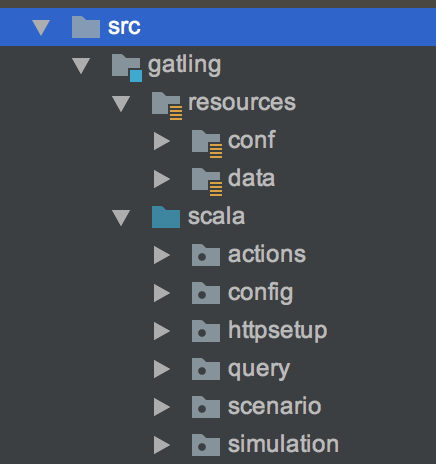 src
gatling
resources
conf
data
scala
actions
config
httpsetup
query
scenario
simulation